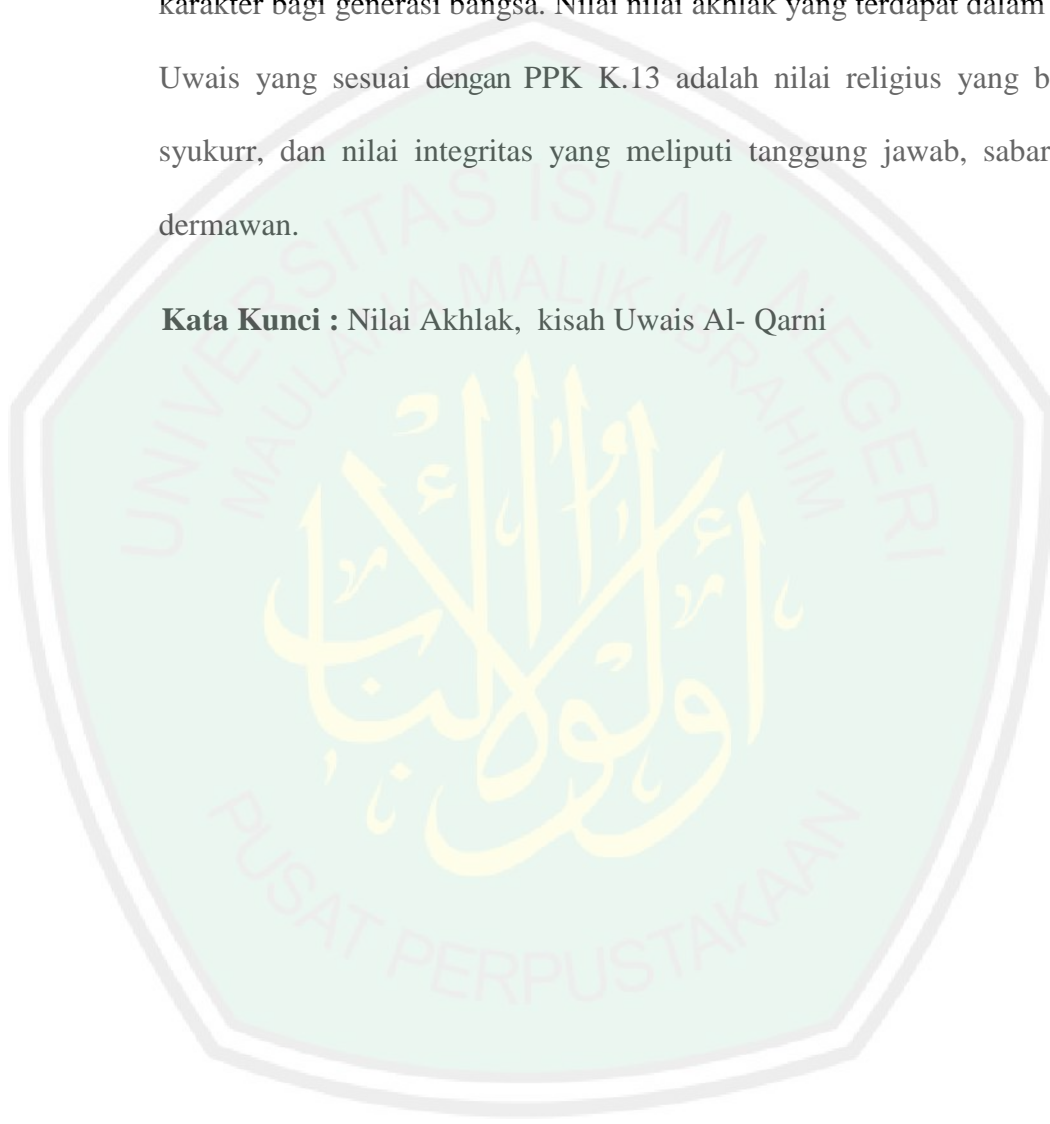 karakter bagi generasi bangsa. Nilai nilai akhlak yang terdapat dalam
Uwais yang sesuai dengan PPK K.13 adalah nilai religius yang b
syukurr, dan nilai integritas yang meliputi tanggung jawab, sabar
dermawan.
Kata Kunci : Nilai Akhlak, kisah Uwais Al- Qarni
UNIVERSITAS ISLAM NEGERI
MAULANA MALIK IBRAHIM
PUSAT PERPUSTAKAAN